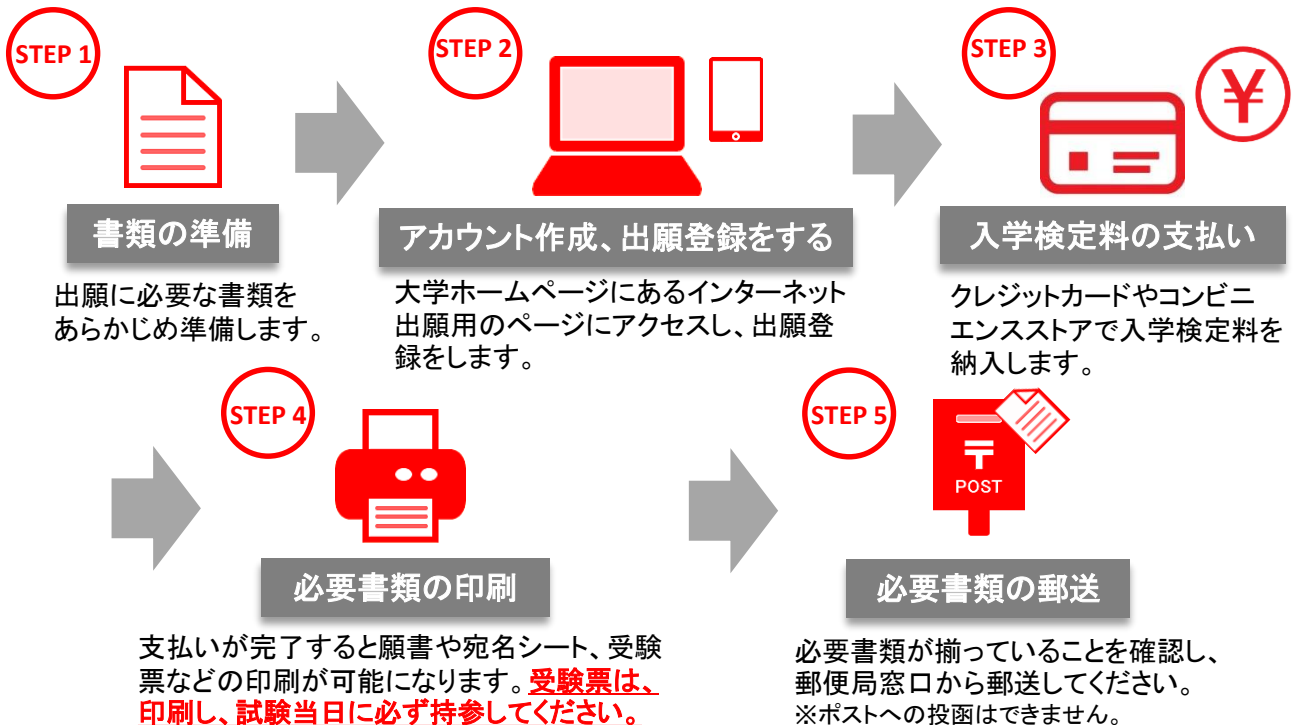 STEP 1
書類の準備
出願に必要な書類を
あらかじめ準備します。
STEP 2
アカウント作成、出願登録をする
大学ホームページにあるインターネット
出願用のページにアクセスし、出願登
録をします。
STEP 3
¥
入学検定料の支払い
クレジットカードやコンビニ
エンスストアで入学検定料を
納入します。
STEP 4
必要書類の印刷
支払いが完了すると願書や宛名シート、受験
票などの印刷が可能になります。受験票は、
印刷し、試験当日に必ず持参してください。
STEP 5
〒
POST
必要書類の郵送
必要書類が揃っていることを確認し、
郵便局窓口から郵送してください。
※ポストへの投函はできません。